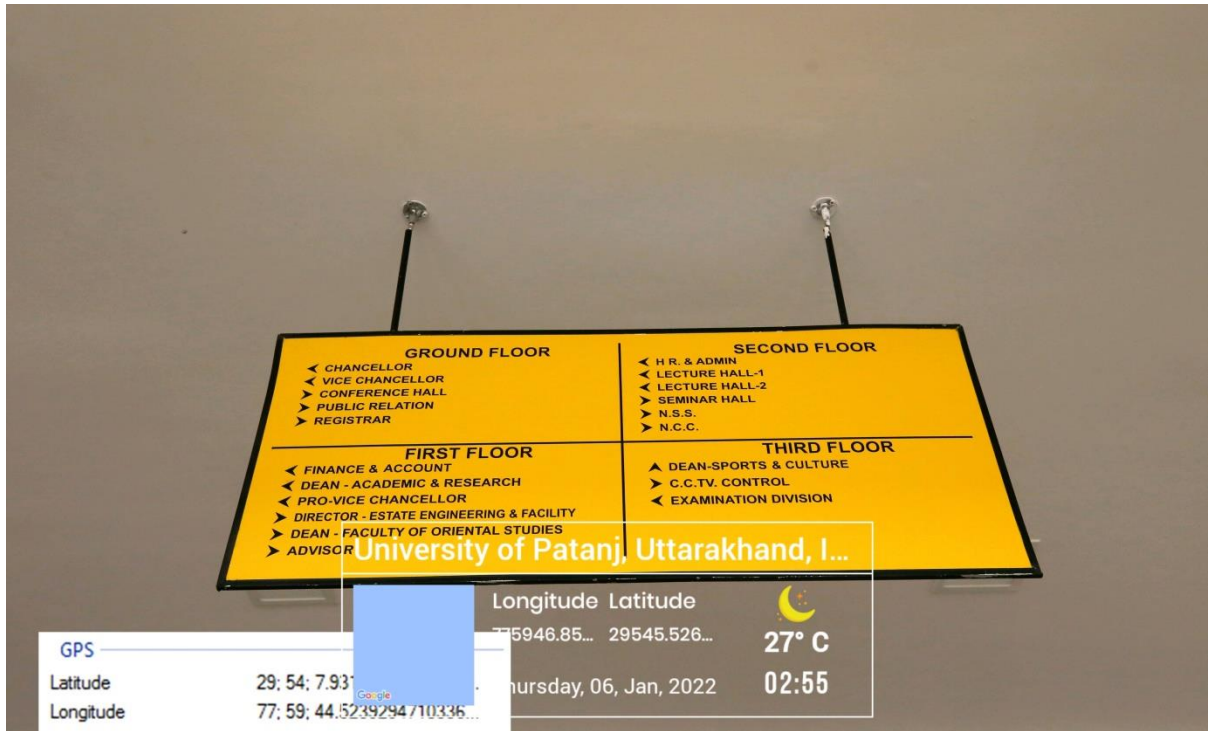 GROUND FLOOR
CHANCELLOR
VICE CHANCELLOR
CONFERENCE HALL
PUBLIC RELATION
REGISTRAR
SECOND FLOOR
H R. & ADMIN
LECTURE HALL-1
LECTURE HALL-2
SEMINAR HALL
N.S.S.
N.C.C.
FIRST FLOOR
FINANCE & ACCOUNT
DEAN - ACADEMIC & RESEARCH
PRO-VICE CHANCELLOR
DIRECTOR - ESTATE ENGINEERING & FACILITY
DEAN - FACULTY OF ORIENTAL STUDIES
ADVISOR
THIRD FLOOR
DEAN-SPORTS & CULTURE
C.C.TV. CONTROL
EXAMINATION DIVISION
University of Patanj, Uttarakhand, I...
Longitude Latitude
29545.526...
27° C
06, Jan, 2022
02:55
Google
GPS
Latitude 29; 54; 7.93
Longitude 77; 59; 44.5239294710336...